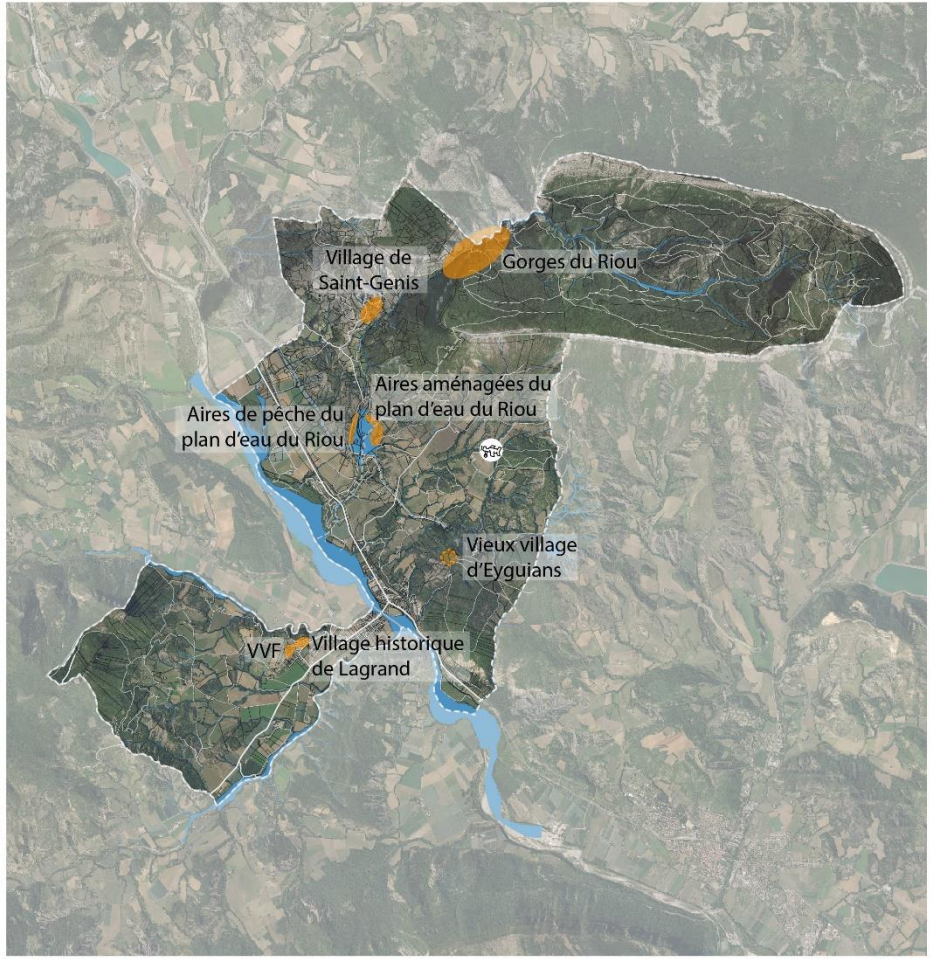 Village de
Saint-Genis
Gorges du Riou
Aires aménagées du
plan d'eau du Riou
Aires de pêche du
plan d'eau du Riou
Vieux village
d'Eyguians
VVF
Village historique
de Lagrand